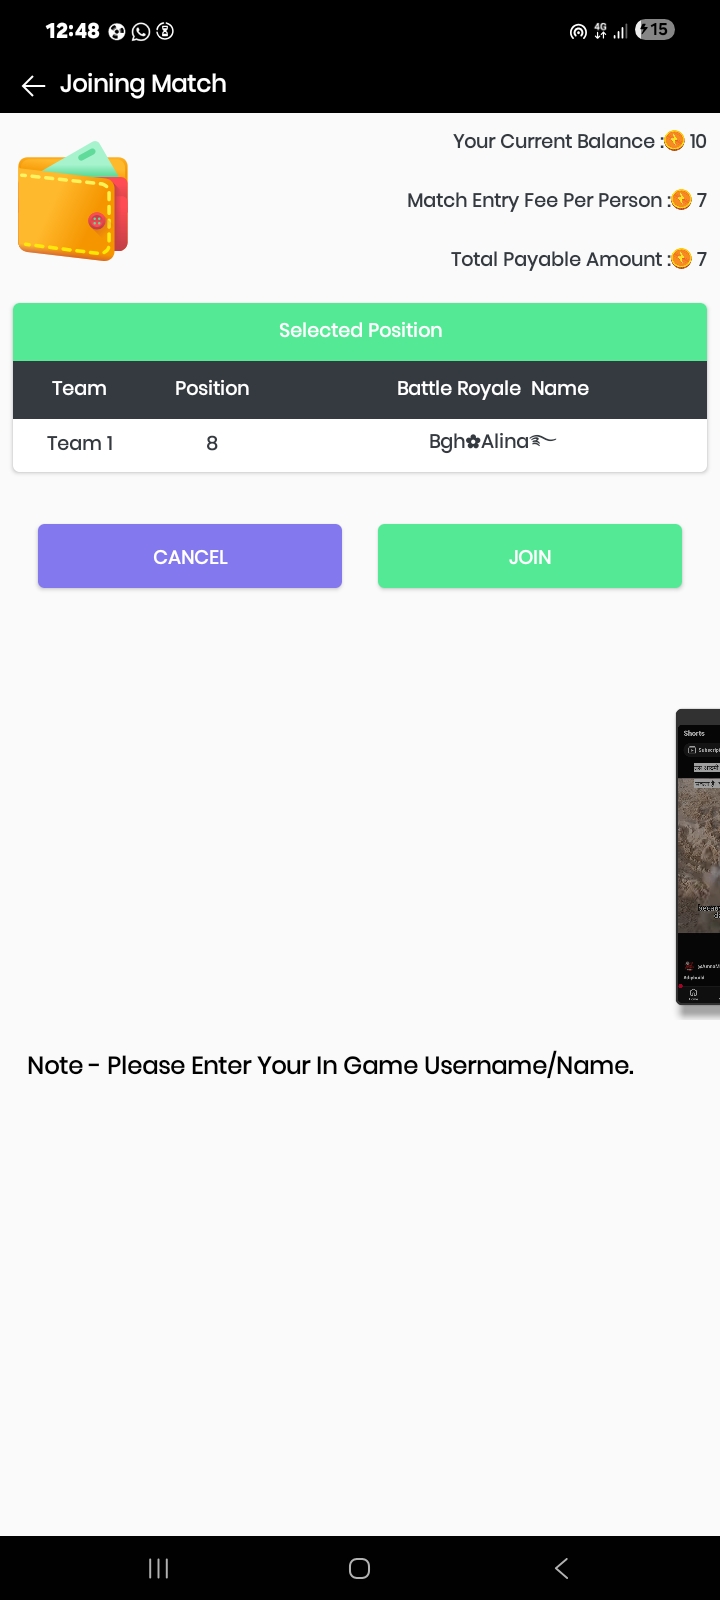 12:48
4G
15
Joining Match
Your Current Balance : 10
Match Entry Fee Per Person : 7
Total Payable Amount : 7
Selected Position
Team Position Battle Royale Name
Team 1 8 Bgh✿Alina࿐
CANCEL JOIN
Shorts
Note - Please Enter Your In Game Username/Name.